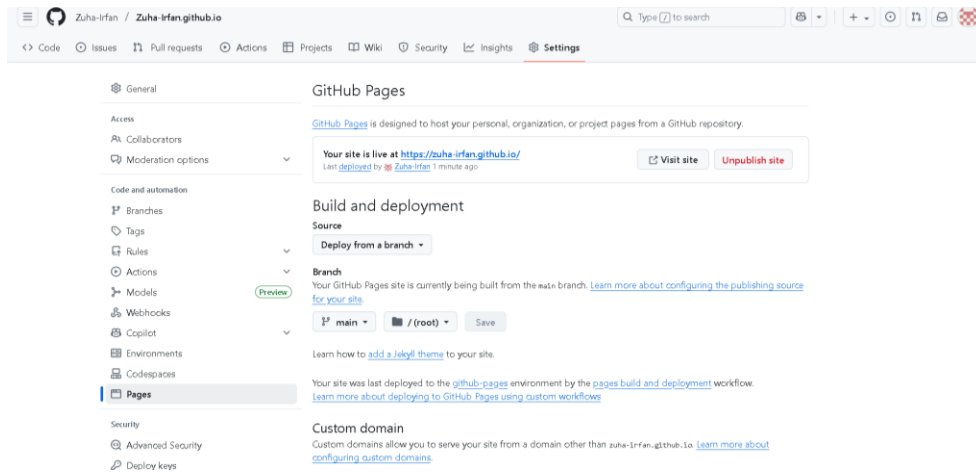 Zuha-Irfan / Zuha-Irfan.github.io
Type / to search
Code Issues Pull requests Actions Projects Wiki Security Insights Settings
General
Access
Collaborators
Moderation options
Code and automation
Branches
Tags
Rules
Actions
Models Preview
Webhooks
Copilot
Environments
Codespaces
Pages
Security
Advanced Security
Deploy keys
GitHub Pages
GitHub Pages is designed to host your personal, organization, or project pages from a GitHub repository.
Your site is live at https://zuha-irfan.github.io/
Last deployed by Zuha-Irfan 1 minute ago
Visit site Unpublish site
Build and deployment
Source
Deploy from a branch
Branch
Your GitHub Pages site is currently being built from the main branch. Learn more about configuring the publishing source
for your site.
main / (root) Save
Learn how to add a Jekyll theme to your site.
Your site was last deployed to the github-pages environment by the pages build and deployment workflow.
Learn more about deploying to GitHub Pages using custom workflows
Custom domain
Custom domains allow you to serve your site from a domain other than zuha-irfan.github.io. Learn more about
configuring custom domains.